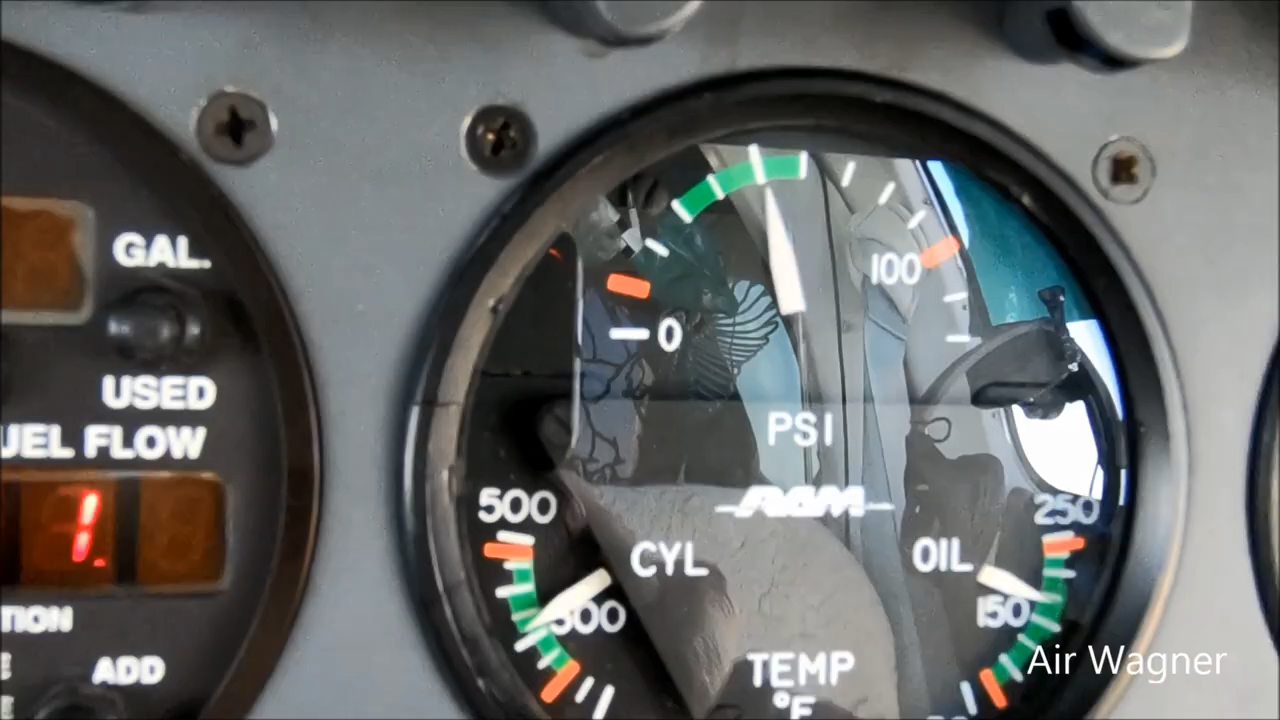 GAL.
USED
UEL FLOW
1.
TION
ADD
100
0
PSI
500
250
CYL
OIL
300
150
TEMP
°F
Air Wagner